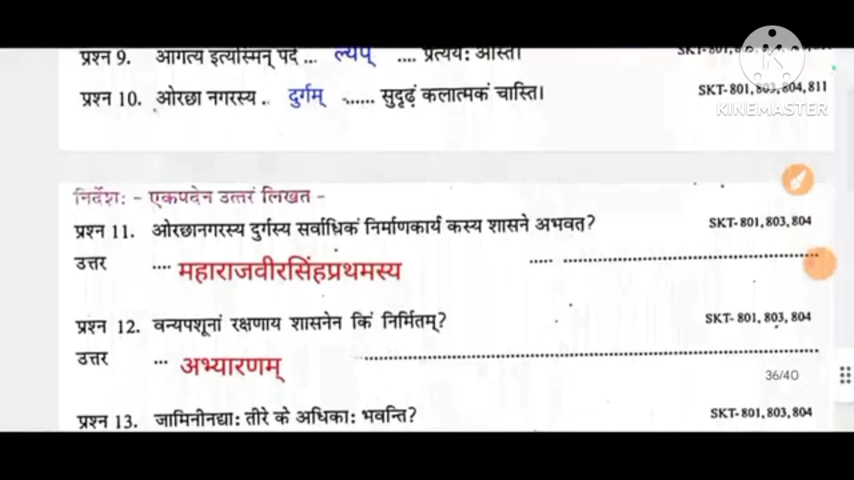 प्रश्न 9. आगत्य इत्यस्मिन् पदे ... ल्यप् .... प्रत्ययः अस्ति।
प्रश्न 10. ओरछा नगरस्य .. दुर्गम् ...... सुदृढ़ं कलात्मकं चास्ति। SKT-801,803,804,811
KINEMASTER
निर्देशः - एकपदेन उत्तरं लिखत -
प्रश्न 11. ओरछानगरस्य दुर्गस्य सर्वाधिकं निर्माणकार्य कस्य शासने अभवत? SKT-801,803,804
उत्तर .... महाराजवीरसिंहप्रथमस्य
प्रश्न 12. वन्यपशूनां रक्षणाय शासनेन किं निर्मितम्? SKT-801,803,804
उत्तर ... अभ्यारणम्
36/40
प्रश्न 13. जामिनीनद्याः तीरे के अधिकाः भवन्ति? SKT-801,803,804